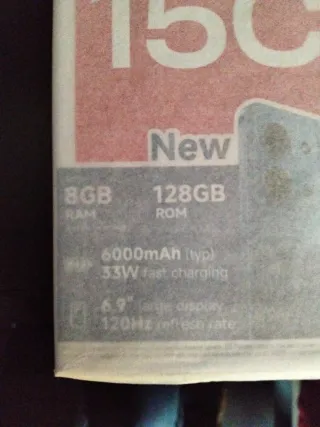 15C
New
8GB 128GB
RAM ROM
6000mAh (typ)
33W fast charging
6.9" large display
120Hz refresh rate